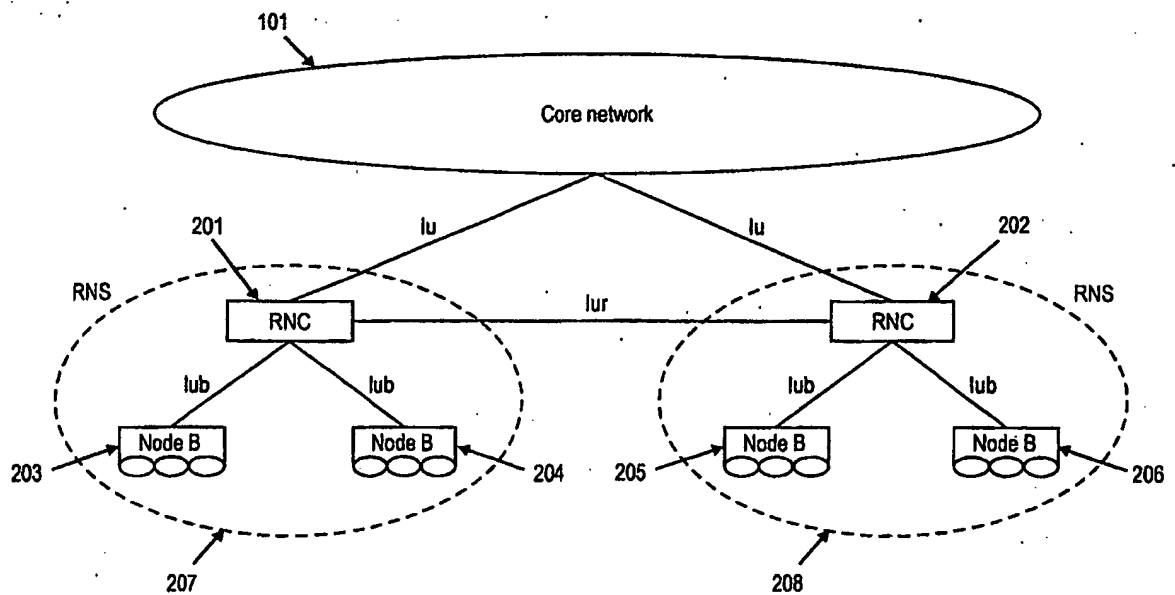 101
Core network
201
Iu
Iu
202
RNS
RNS
RNC
Iur
RNC
Iub
Iub
Iub
Iub
Node B
Node B
Node B
Node B
203
204
205
206
207
208